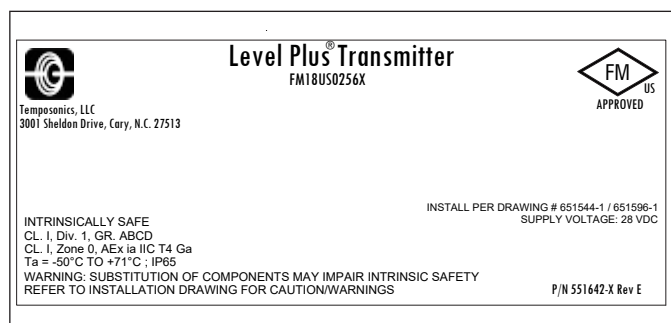 Level Plus® Transmitter
FM18US0256X
FM
US
APPROVED
Temposonics, LLC
3001 Sheldon Drive, Cary, N.C. 27513
INSTALL PER DRAWING # 651544-1 / 651596-1
SUPPLY VOLTAGE: 28 VDC
INTRINSICALLY SAFE
CL. I, Div. 1, GR. ABCD
CL. I, Zone 0, AEx ia IIC T4 Ga
Ta = -50°C TO +71°C ; IP65
WARNING: SUBSTITUTION OF COMPONENTS MAY IMPAIR INTRINSIC SAFETY
REFER TO INSTALLATION DRAWING FOR CAUTION/WARNINGS
P/N 551642-X Rev E